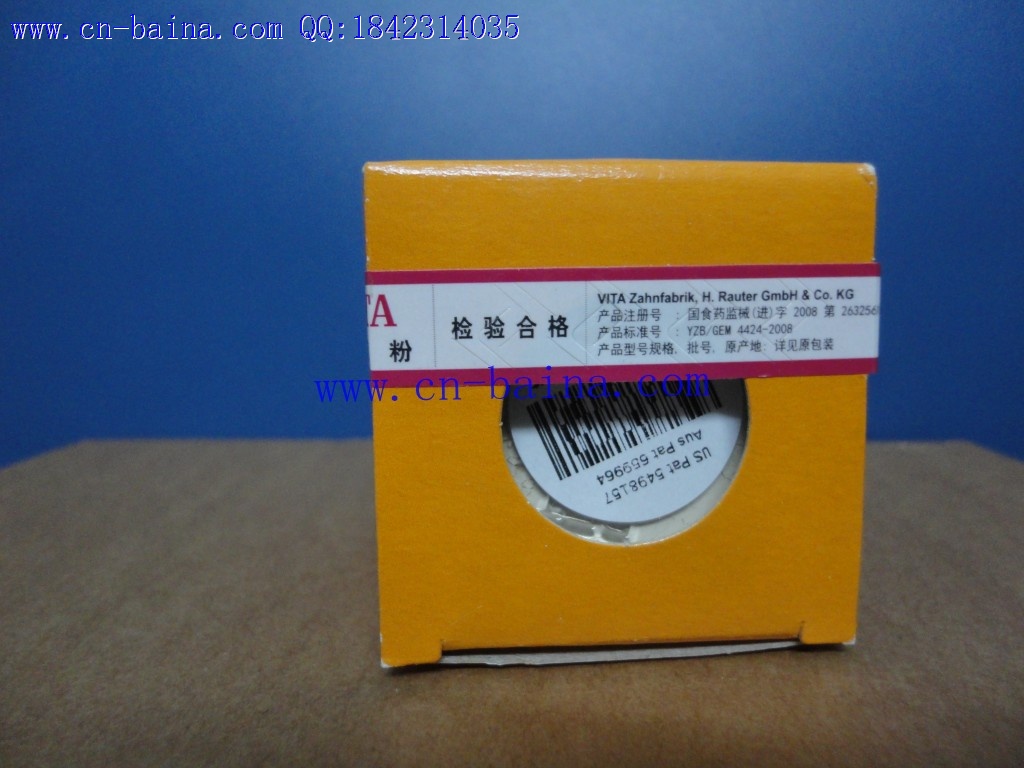 www.cn-baina.com QQ:1842314035
TA
粉
检验合格
VITA Zahnfabrik, H. Rauter GmbH & Co. KG
产品注册号 : 国食药监械(进)字 2008 第 263256
产品标准号 : YZB/GEM 4424-2008
产品型号规格, 批号, 原产地: 详见原包装
www.cn-baina.com
US Pat 5498157
Aus Pat 659964